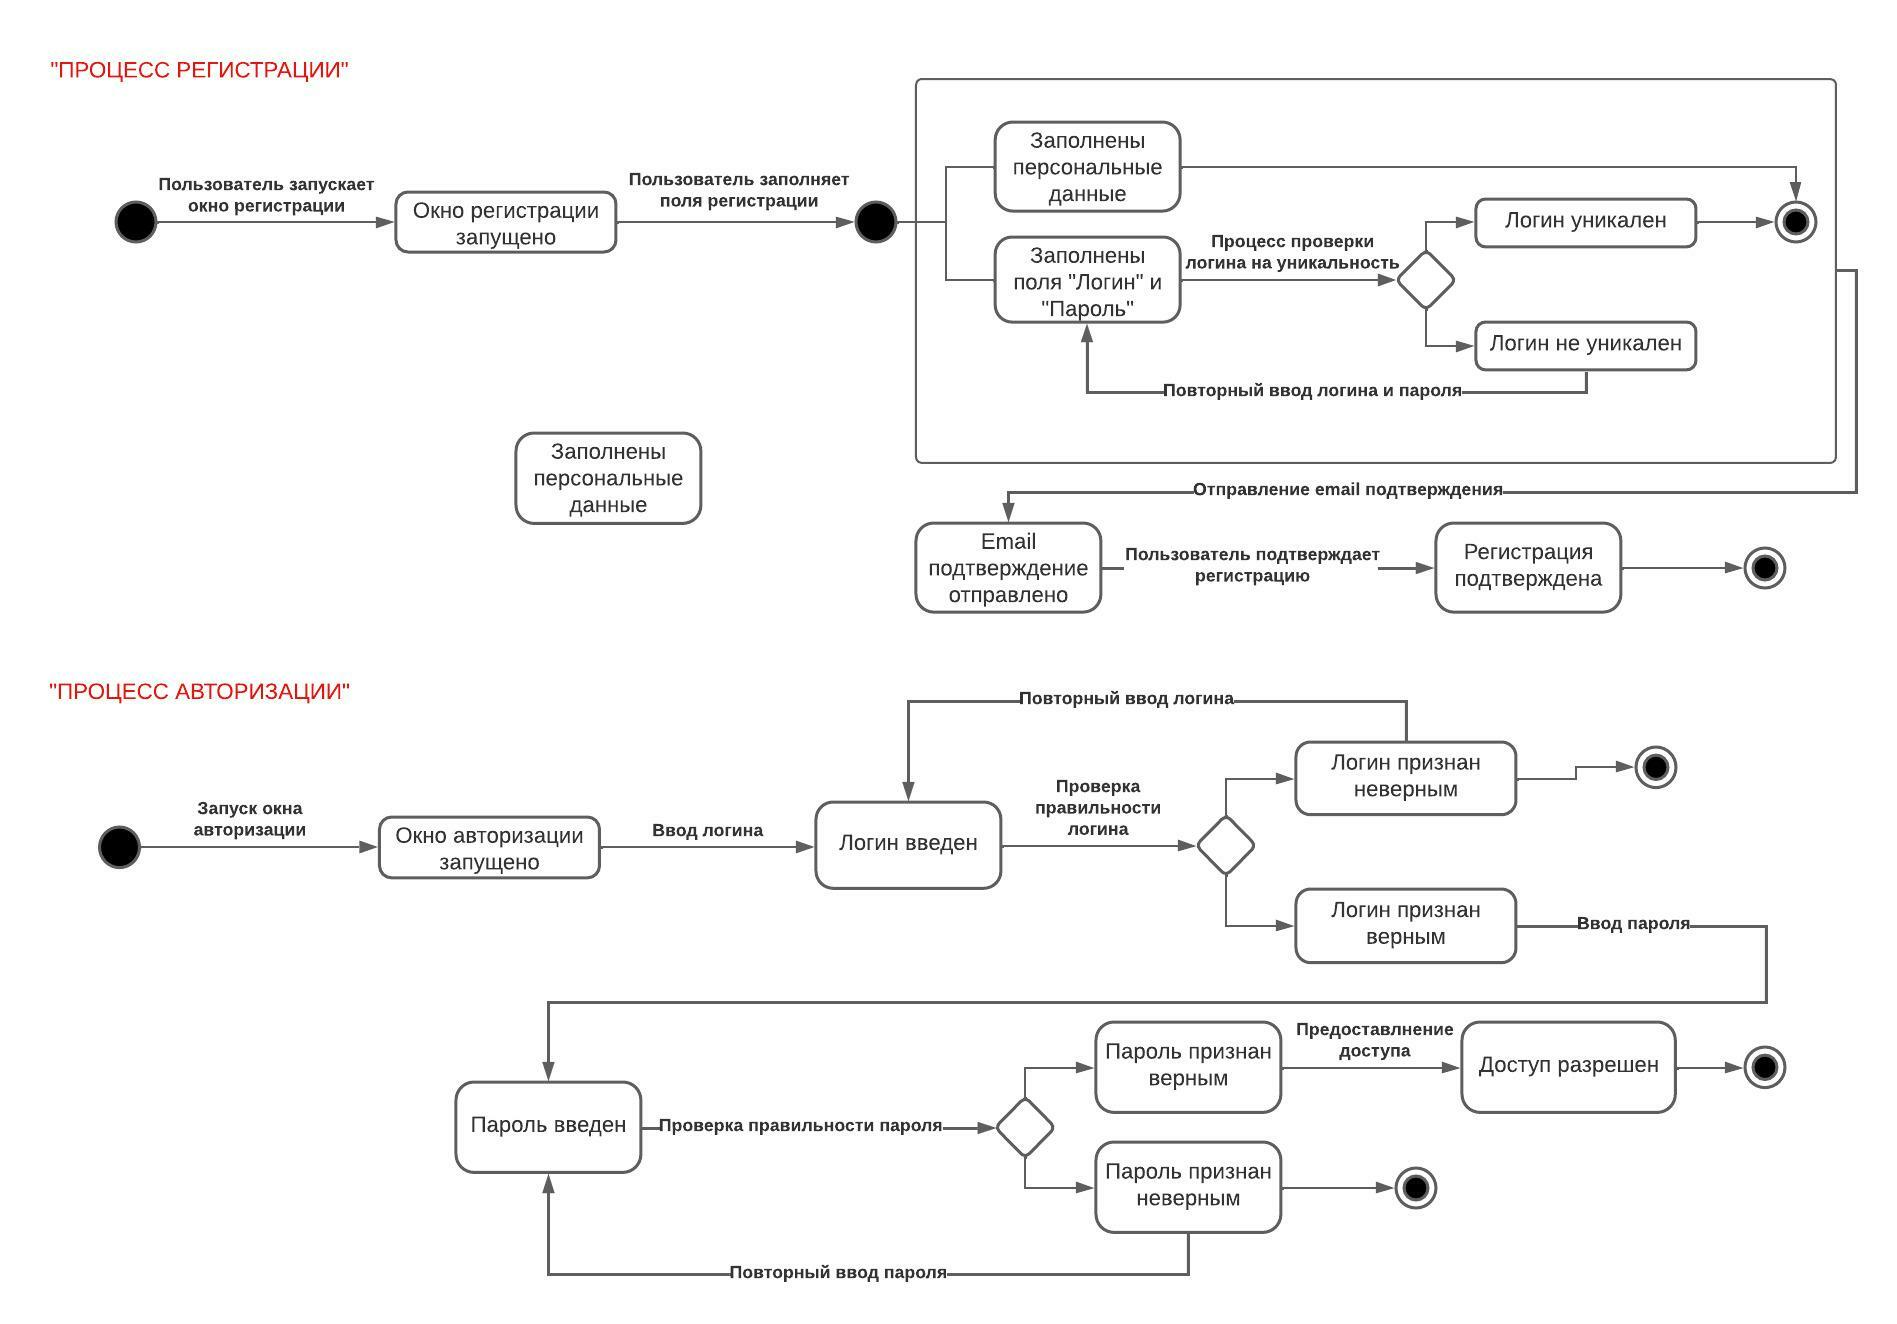 "ПРОЦЕСС РЕГИСТРАЦИИ"
Пользователь запускает
окно регистрации
Окно регистрации
запущено
Пользователь заполняет
поля регистрации
Заполнены
персональные
данные
Заполнены
поля "Логин" и
"Пароль"
Процесс проверки
логина на уникальность
Логин уникален
Логин не уникален
Повторный ввод логина и пароля
Заполнены
персональные
данные
Отправление email подтверждения
Email
подтверждение
отправлено
Пользователь подтверждает
регистрацию
Регистрация
подтверждена
"ПРОЦЕСС АВТОРИЗАЦИИ"
Повторный ввод логина
Запуск окна
авторизации
Окно авторизации
запущено
Ввод логина
Логин введен
Проверка
правильности
логина
Логин признан
неверным
Логин признан
верным
Ввод пароля
Пароль введен
Проверка правильности пароля
Пароль признан
верным
Предоставлнение
доступа
Доступ разрешен
Пароль признан
неверным
Повторный ввод пароля